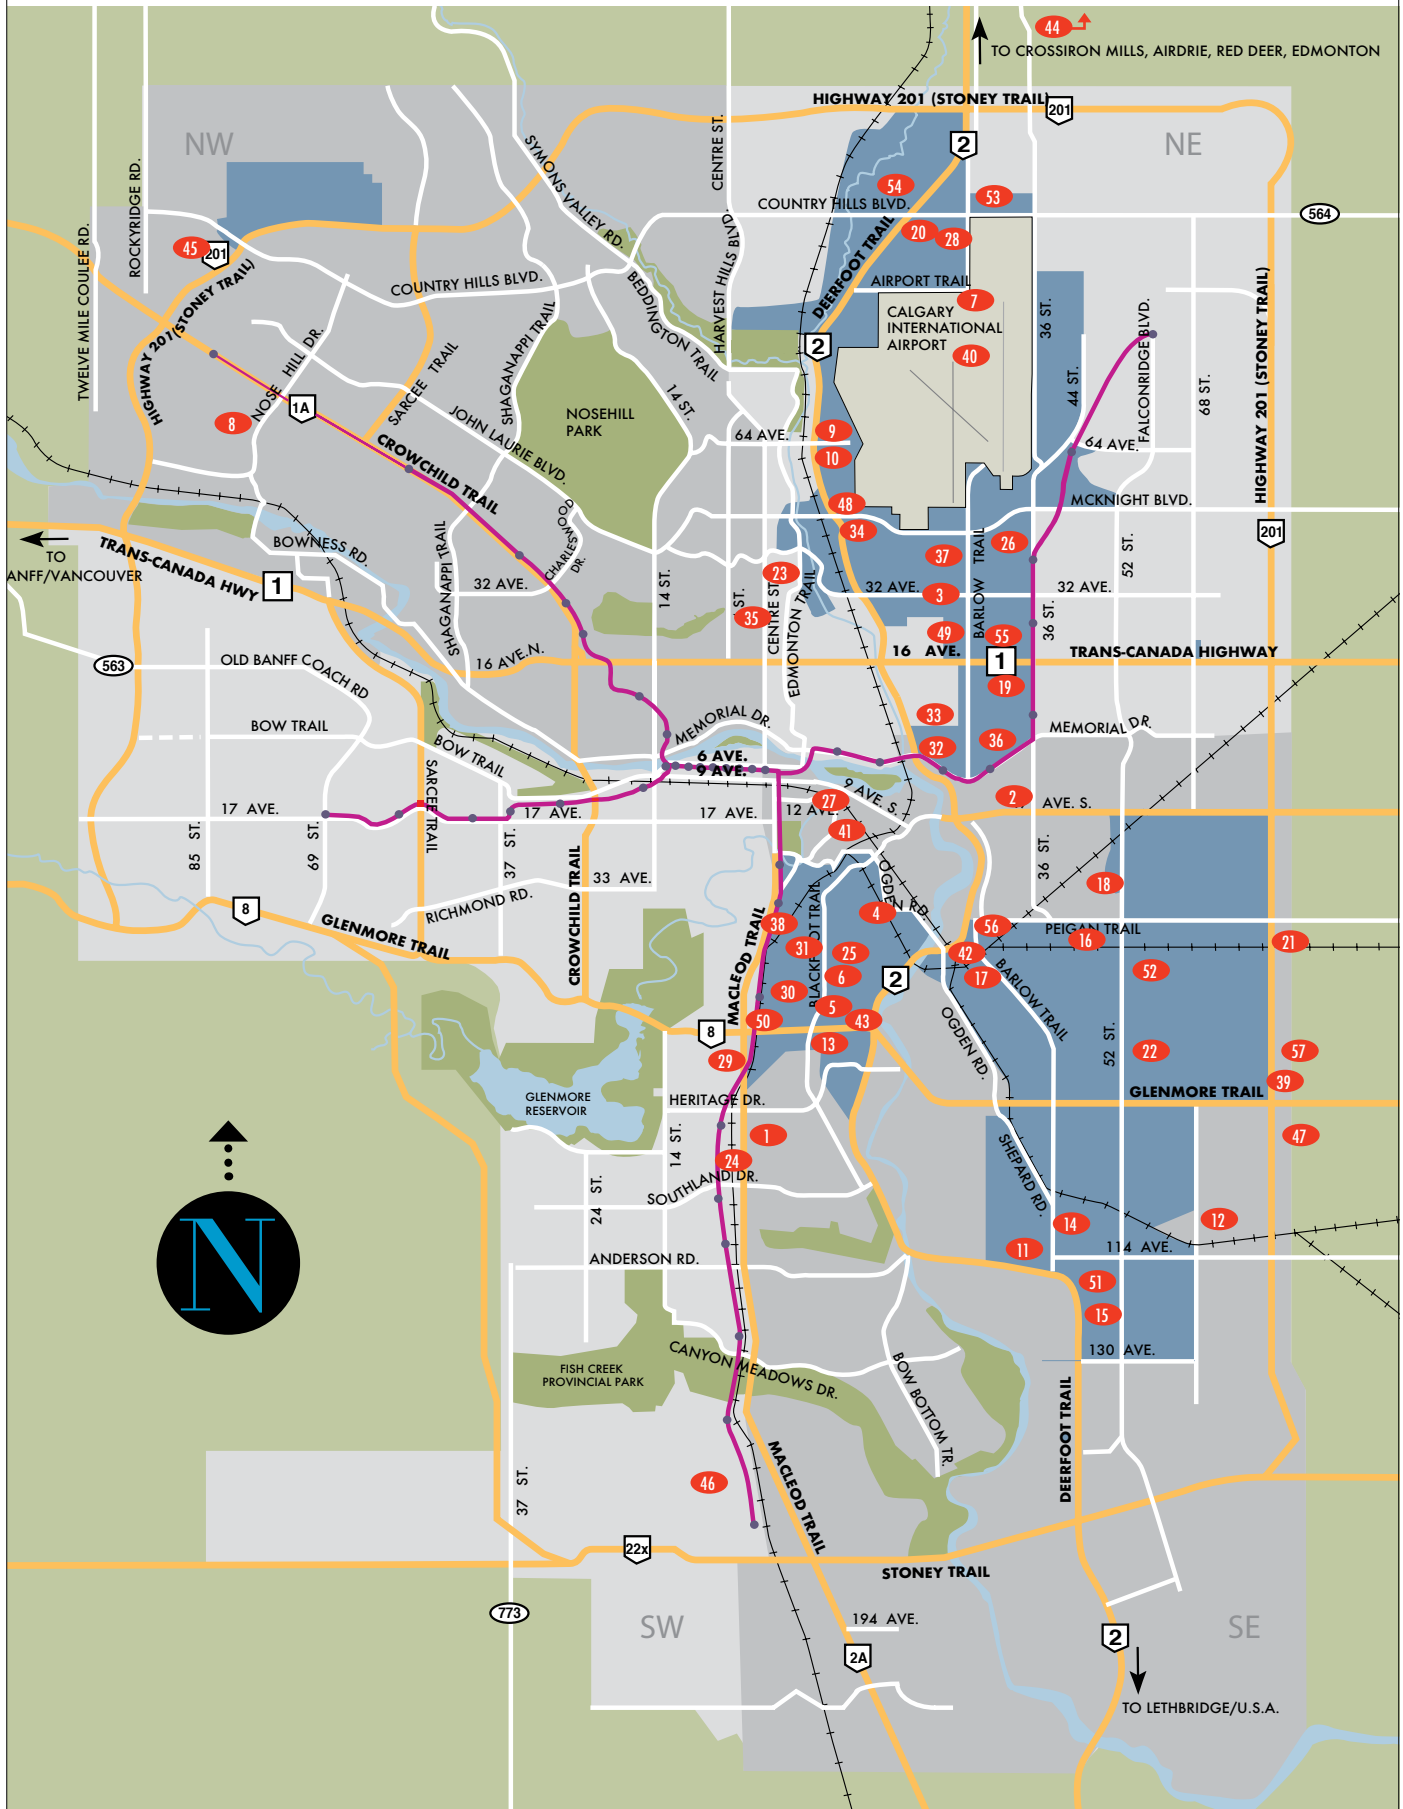 44
TO CROSSIRON MILLS, AIRDRIE, RED DEER, EDMONTON
HIGHWAY 201 (STONEY TRAIL)
201
NW
NE
2
SYMONS VALLEY RD.
CENTRE ST.
ROCKYRIDGE RD.
TWELVE MILE COULEE RD.
54
53
COUNTRY HILLS BLVD.
564
45
201
20
28
HARVEST HILLS BLVD.
DEERFOOT TRAIL
BEDDINGTON TRAIL
COUNTRY HILLS BLVD.
AIRPORT TRAIL
7
HIGHWAY 201 (STONEY TRAIL)
CALGARY
INTERNATIONAL
AIRPORT
40
36 ST.
FALCONRIDGE BLVD.
HIGHWAY 201 (STONEY TRAIL)
2
NOSE HILL DR.
SARCEE TRAIL
SHAGANAPPI TRAIL
14 ST.
44 ST.
68 ST.
8
1A
JOHN LAURIE BLVD.
NOSEHILL
PARK
64 AVE.
9
10
64 AVE.
CROWCHILD TRAIL
48
MCKNIGHT BLVD.
34
201
TO
ANFF/VANCOUVER
TRANS-CANADA HWY
1
BOWNESS RD.
SHAGANAPPI TRAIL
CHARLESWOOD
DR.
32 AVE.
14 ST.
ST.
35
23
CENTRE ST.
EDMONTON TRAIL
37
BARLOW TRAIL
26
52 ST.
32 AVE.
3
32 AVE.
36 ST.
49
55
563
OLD BANFF COACH RD
16 AVE.N.
16 AVE.
1
TRANS-CANADA HIGHWAY
19
BOW TRAIL
BOW TRAIL
MEMORIAL DR.
33
32
36
MEMORIAL DR.
6 AVE.
9 AVE.
SARCEE TRAIL
17 AVE.
17 AVE.
17 AVE.
12 AVE.
27
9 AVE. S.
2
AVE. S.
41
85 ST.
69 ST.
37 ST.
36 ST.
33 AVE.
CROWCHILD TRAIL
RICHMOND RD.
OGDEN RD.
18
8
GLENMORE TRAIL
MACLEOD TRAIL
BLACKFOOT TRAIL
38
4
56
PEIGAN TRAIL
16
21
31
25
42
52
6
2
17
BARLOW TRAIL
30
5
43
OGDEN RD.
50
8
13
29
52 ST.
22
57
39
GLENMORE
RESERVOIR
HERITAGE DR.
GLENMORE TRAIL
1
14 ST.
24
SHEPARD RD.
47
24 ST.
SOUTHLAND DR.
14
12
11
114 AVE.
N
ANDERSON RD.
51
15
130 AVE.
CANYON MEADOWS DR.
FISH CREEK
PROVINCIAL PARK
BOW BOTTOM TR.
DEERFOOT TRAIL
46
37 ST.
MACLEOD TRAIL
22x
STONEY TRAIL
773
SW
194 AVE.
SE
2A
2
TO LETHBRIDGE/U.S.A.